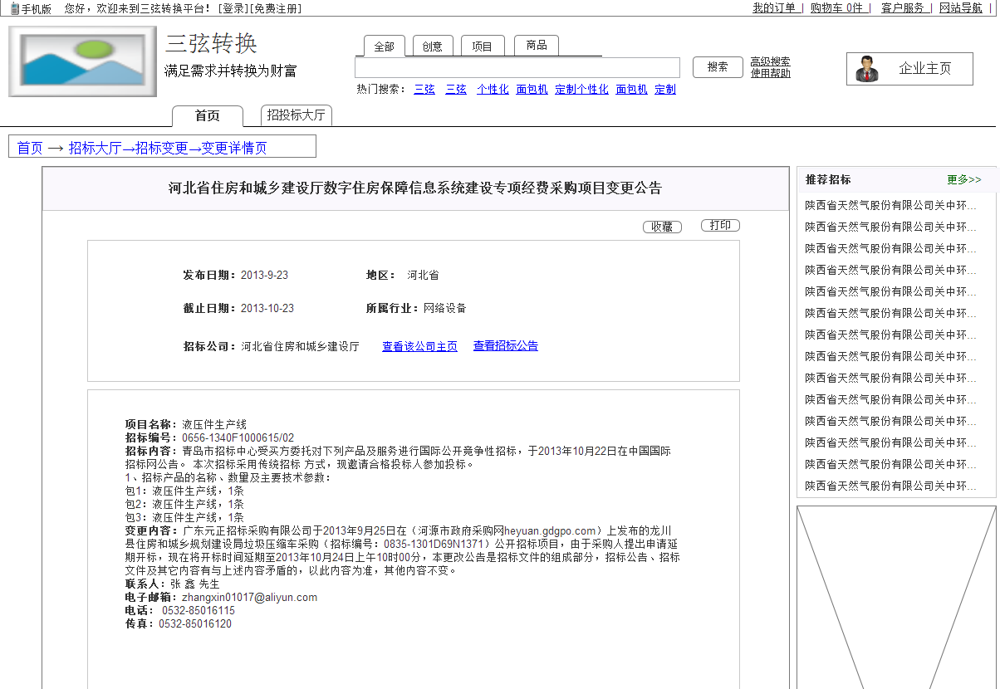 手机版 您好，欢迎来到三弦转换平台！ [登录][免费注册] 我的订单 | 购物车 0件 | 客户服务 | 网站导航 |
三弦转换
满足需求并转换为财富
全部 创意 项目 商品
搜索
高级搜索
使用帮助
企业主页
热门搜索： 三弦 三弦 个性化 面包机 定制个性化 面包机 定制
首页 招投标大厅
首页 → 招标大厅→招标变更→变更详情页
河北省住房和城乡建设厅数字住房保障信息系统建设专项经费采购项目变更公告
收藏 打印
发布日期：2013-9-23 地区： 河北省
截止日期：2013-10-23 所属行业：网络设备
招标公司：河北省住房和城乡建设厅 查看该公司主页 查看招标公告
项目名称：液压件生产线
招标编号：0656-1340F1000615/02
招标内容：青岛市招标中心受买方委托对下列产品及服务进行国际公开竞争性招标，于2013年10月22日在中国国际
招标网公告。 本次招标采用传统招标 方式，现邀请合格投标人参加投标。
1、招标产品的名称、数量及主要技术参数：
包1：液压件生产线，1条
包2：液压件生产线，1条
包3：液压件生产线，1条
变更内容：广东元正招标采购有限公司于2013年9月25日在（河源市政府采购网heyuan.gdgpo.com）上发布的龙川
县住房和城乡规划建设局垃圾压缩车采购（招标编号：0835-1301D69N1371）公开招标项目，由于采购人提出申请延
期开标，现在将开标时间延期至2013年10月24日上午10时00分，本更改公告是招标文件的组成部分，招标公告、招标
文件及其它内容有与上述内容矛盾的，以此内容为准，其他内容不变。
联系人：张 鑫 先生
电子邮箱：zhangxin01017@aliyun.com
电话： 0532-85016115
传真：0532-85016120
推荐招标 更多>>
陕西省天然气股份有限公司关中环...
陕西省天然气股份有限公司关中环...
陕西省天然气股份有限公司关中环...
陕西省天然气股份有限公司关中环...
陕西省天然气股份有限公司关中环...
陕西省天然气股份有限公司关中环...
陕西省天然气股份有限公司关中环...
陕西省天然气股份有限公司关中环...
陕西省天然气股份有限公司关中环...
陕西省天然气股份有限公司关中环...
陕西省天然气股份有限公司关中环...
陕西省天然气股份有限公司关中环...
陕西省天然气股份有限公司关中环...
陕西省天然气股份有限公司关中环...